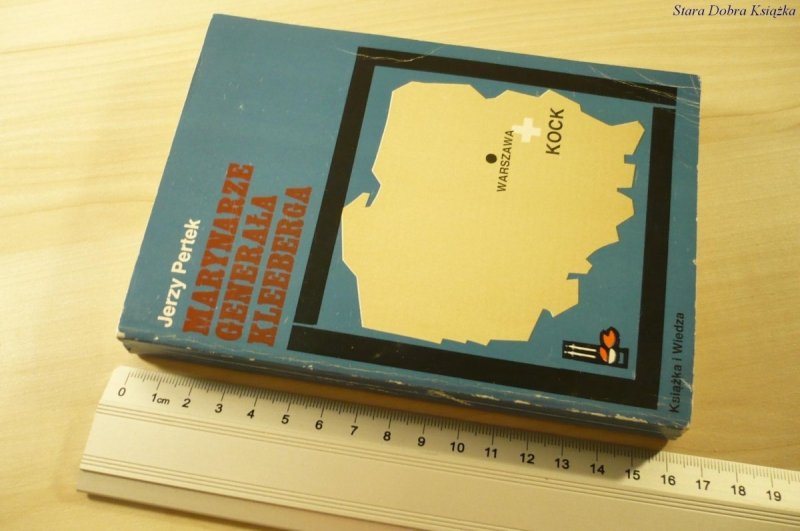 Stara Dobra Książka
Jerzy Pertek
MARYNARZE
GENERAŁA
KLEEBERGA
WARSZAWA
KOCK
Książka i Wiedza
0 1cm 2 3 4 5 6 7 8 9 10 11 12 13 14 15 16 17 18 19